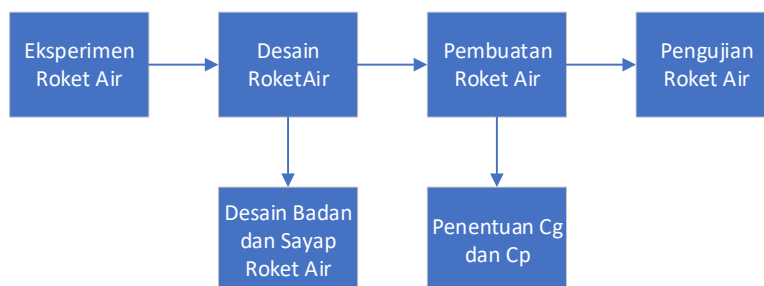 Eksperimen
Roket Air
Desain
RoketAir
Pembuatan
Roket Air
Pengujian
Roket Air
Desain Badan
dan Sayap
Roket Air
Penentuan Cg
dan Cp